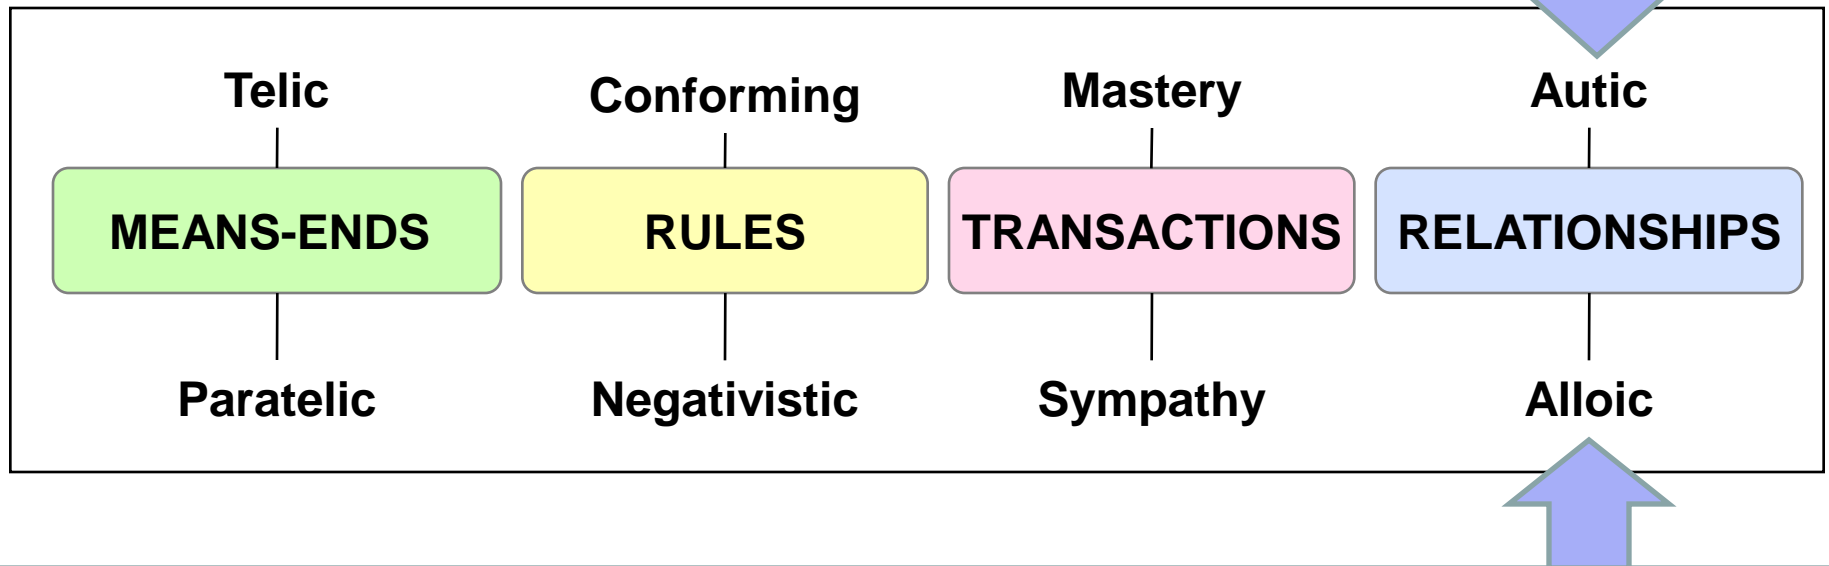 Telic
Conforming
Mastery
Autic
MEANS-ENDS
RULES
TRANSACTIONS
RELATIONSHIPS
Paratelic
Negativistic
Sympathy
Alloic